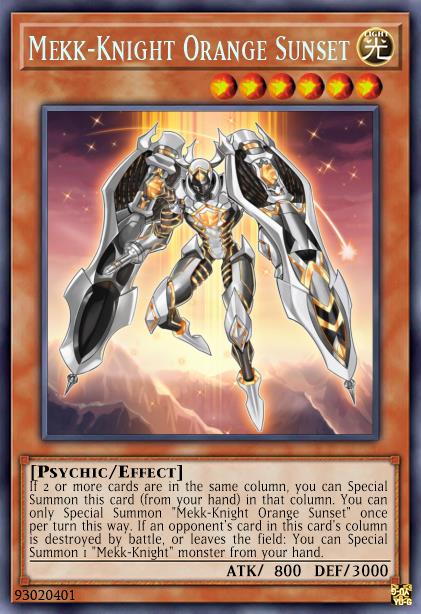 Mekk-Knight Orange Sunset
LIGHT
光
[Psychic/Effect]
If 2 or more cards are in the same column, you can Special
Summon this card (from your hand) in that column. You can
only Special Summon "Mekk-Knight Orange Sunset" once
per turn this way. If an opponent's card in this card's column
is destroyed by battle, or leaves the field: You can Special
Summon 1 "Mekk-Knight" monster from your hand.
ATK/ 800 DEF/3000
93020401